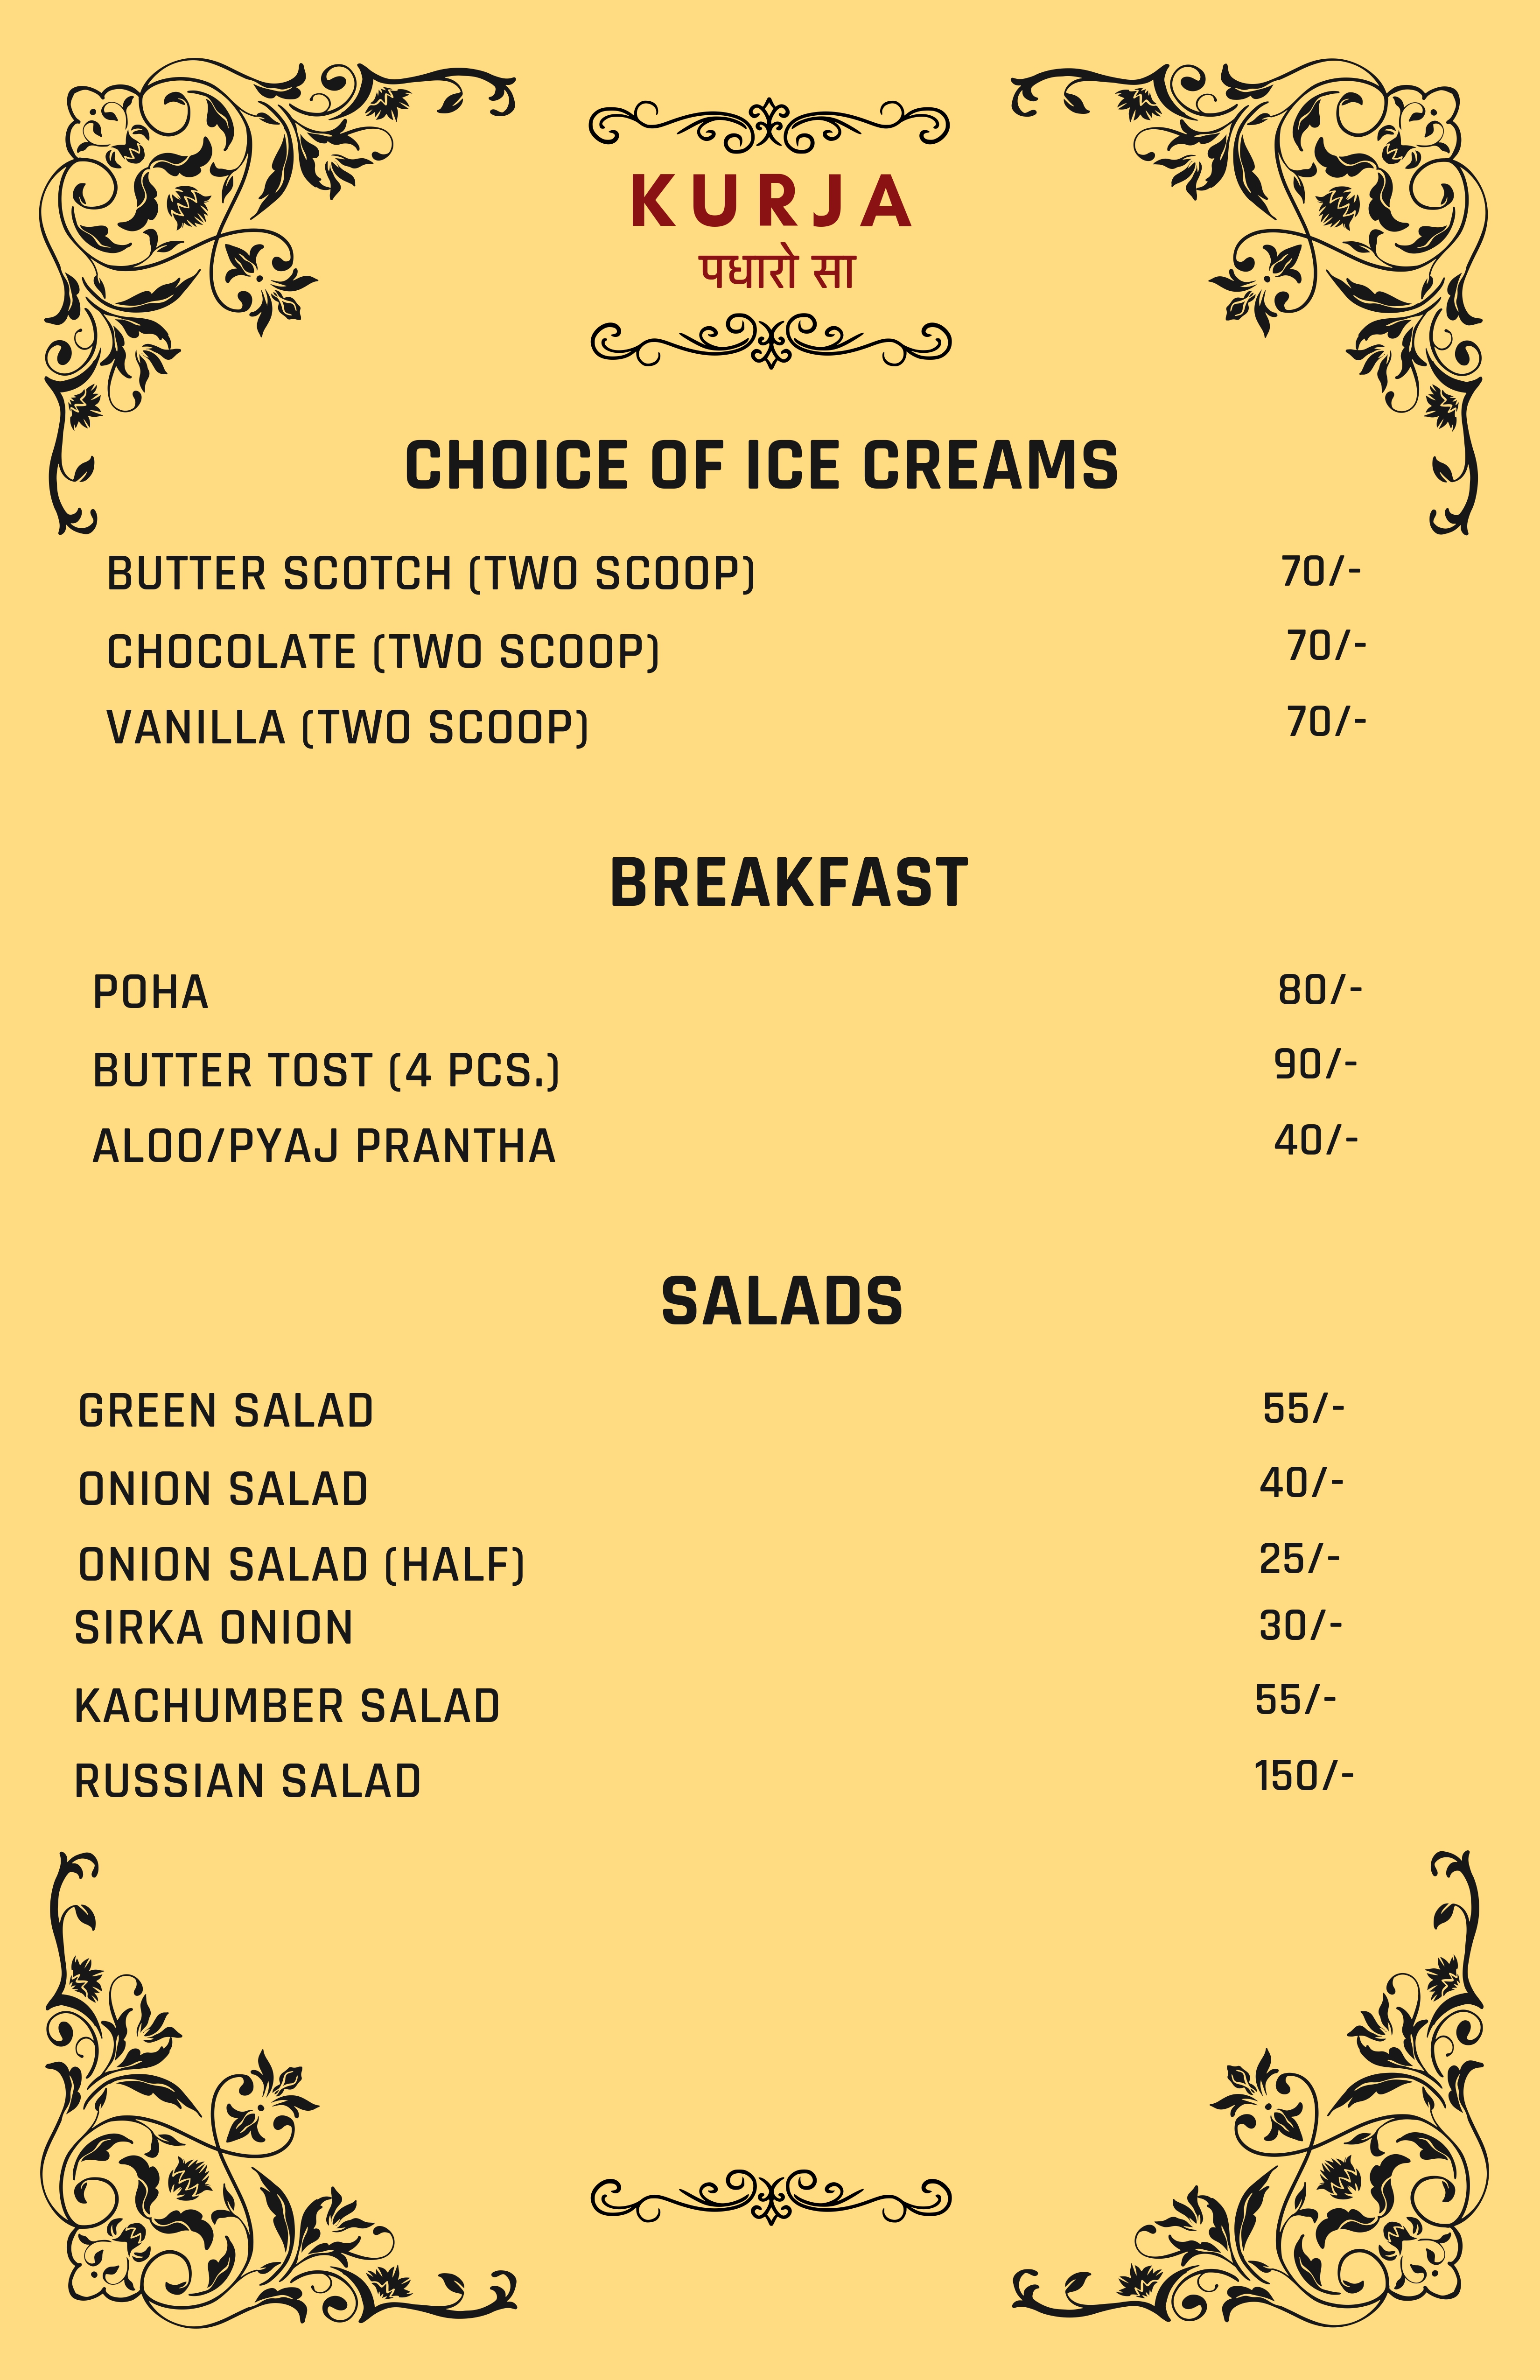 KURJA
पधारो सा
CHOICE OF ICE CREAMS
BUTTER SCOTCH (TWO SCOOP) 70/-
CHOCOLATE (TWO SCOOP) 70/-
VANILLA (TWO SCOOP) 70/-
BREAKFAST
POHA 80/-
BUTTER TOST (4 PCS.) 90/-
ALOO/PYAJ PRANTHA 40/-
SALADS
GREEN SALAD 55/-
ONION SALAD 40/-
ONION SALAD (HALF) 25/-
SIRKA ONION 30/-
KACHUMBER SALAD 55/-
RUSSIAN SALAD 150/-